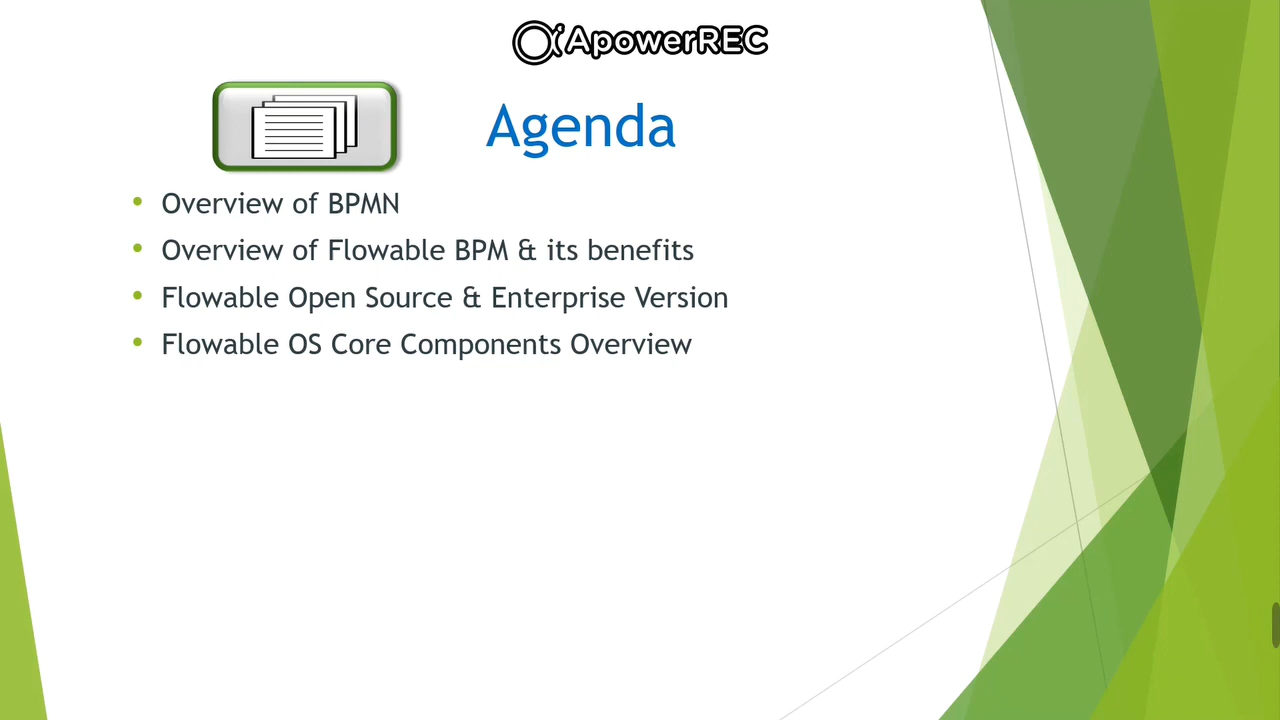 ApowerREC
Agenda
• Overview of BPMN
• Overview of Flowable BPM & its benefits
• Flowable Open Source & Enterprise Version
• Flowable OS Core Components Overview